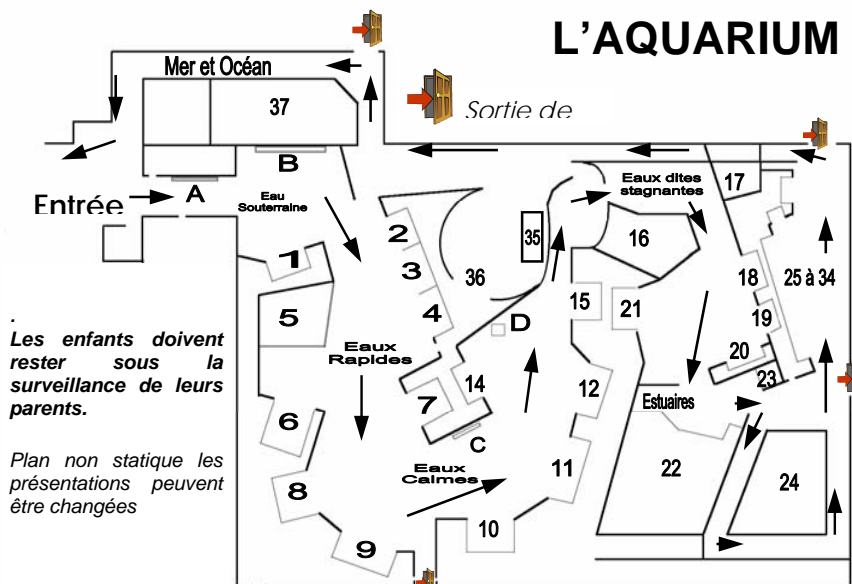 L'AQUARIUM
Mer et Océan
37
Sortie de
B
A
Entrée
Eau
Souterraine
Eaux dites
stagnantes
17
1
2
3
4
5
35
36
16
15
21
18
25 à 34
19
20
23
D
Eaux
Rapides
14
7
C
12
Estuaires
6
8
9
Eaux
Calmes
11
10
22
24
.
Les enfants doivent
rester sous la
surveillance de leurs
parents.
Plan non statique les
présentations peuvent
être changées